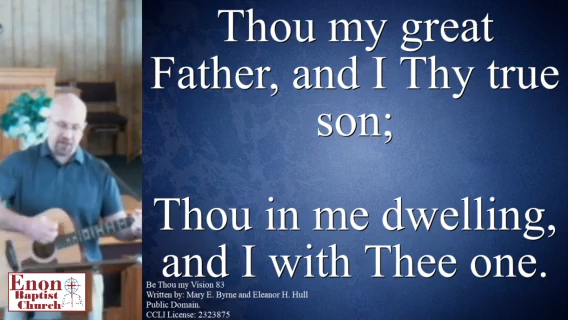 Thou my great
Father, and I Thy true
son;
Thou in me dwelling,
and I with Thee one.
Be Thou my Vision 83
Written by: Mary E. Byrne and Eleanor H. Hull
Public Domain.
CCLI License: 2323875
Enon
Baptist
Church